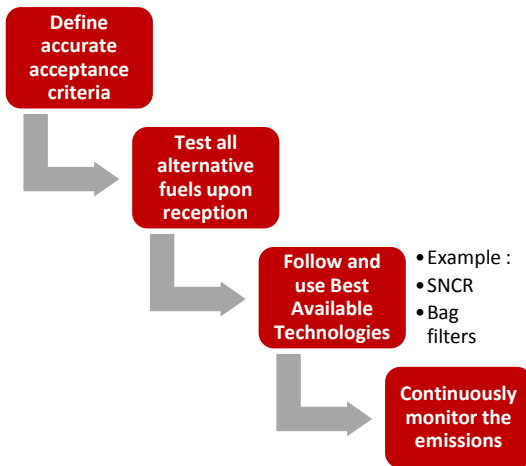 Define
accurate
acceptance
criteria
Test all
alternative
fuels upon
reception
Follow and
use Best
Available
Technologies
• Example :
• SNCR
• Bag
filters
Continuously
monitor the
emissions